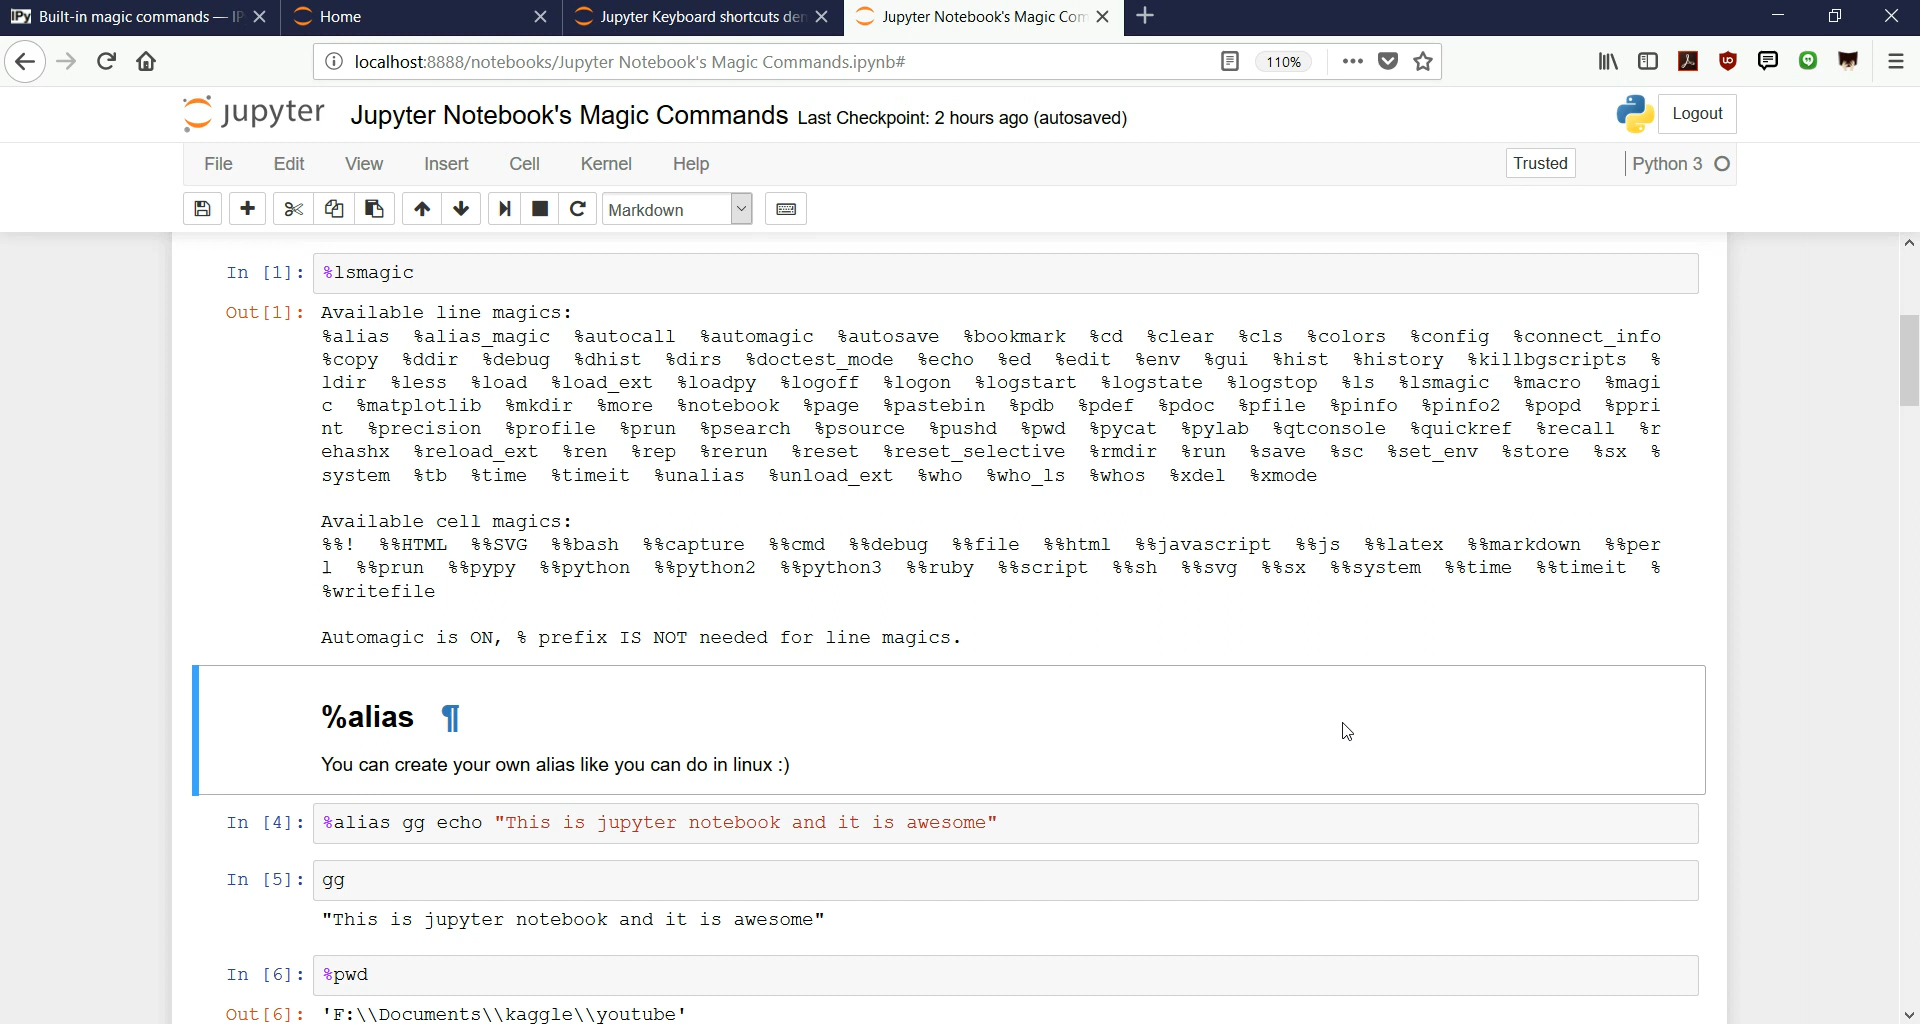 Built-in magic commands — IP
Home
Jupyter Keyboard shortcuts den
Jupyter Notebook's Magic Com
localhost:8888/notebooks/Jupyter Notebook's Magic Commands.ipynb#
110%
jupyter Jupyter Notebook's Magic Commands Last Checkpoint: 2 hours ago (autosaved)
Logout
File Edit View Insert Cell Kernel Help
Trusted
Python 3
Markdown
In [1]: %lsmagic
Out[1]: Available line magics:
%alias %alias_magic %autocall %automagic %autosave %bookmark %cd %clear %cls %colors %config %connect_info
%copy %ddir %debug %dhist %dirs %doctest_mode %echo %ed %edit %env %gui %hist %history %killbgscripts %
ldir %less %load %load_ext %loadpy %logoff %logon %logstart %logstate %logstop %ls %lsmagic %macro %magi
c %matplotlib %mkdir %more %notebook %page %pastebin %pdb %pdef %pdoc %pfile %pinfo %pinfo2 %popd %ppri
nt %precision %profile %prun %psearch %psource %pushd %pwd %pycat %pylab %qtconsole %quickref %recall %r
ehashx %reload_ext %ren %rep %rerun %reset %reset_selective %rmdir %run %save %sc %set_env %store %sx %
system %tb %time %timeit %unalias %unload_ext %who %who_ls %whos %xdel %xmode
Available cell magics:
%%! %%HTML %%SVG %%bash %%capture %%cmd %%debug %%file %%html %%javascript %%js %%latex %%markdown %%per
l %%prun %%pypy %%python %%python2 %%python3 %%ruby %%script %%sh %%svg %%sx %%system %%time %%timeit %
%writefile
Automagic is ON, % prefix IS NOT needed for line magics.
%alias ¶
You can create your own alias like you can do in linux :)
In [4]: %alias gg echo "This is jupyter notebook and it is awesome"
In [5]: gg
"This is jupyter notebook and it is awesome"
In [6]: %pwd
Out[6]: 'F:\\Documents\\kaggle\\youtube'